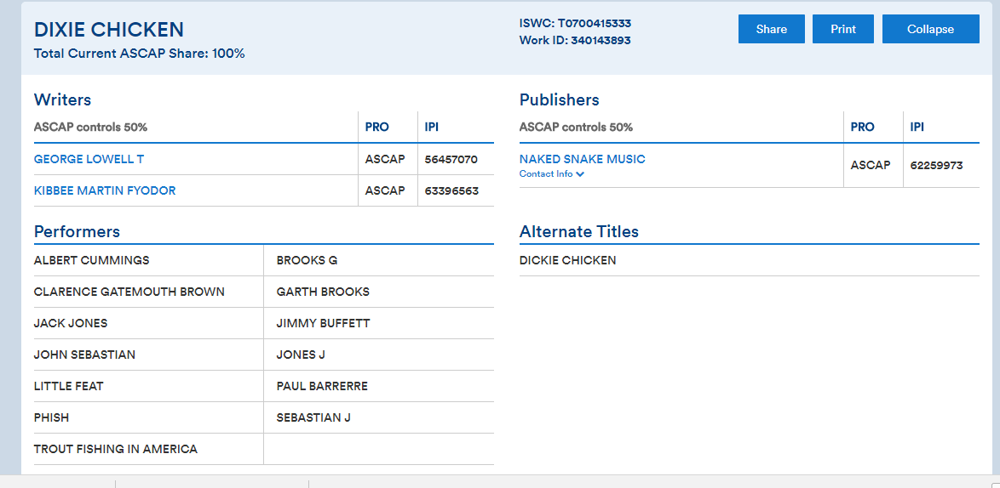 DIXIE CHICKEN
Total Current ASCAP Share: 100%
ISWC: T0700415333
Work ID: 340143893
Share Print Collapse
Writers
ASCAP controls 50% PRO IPI
GEORGE LOWELL T ASCAP 56457070
KIBBEE MARTIN FYODOR ASCAP 63396563
Publishers
ASCAP controls 50% PRO IPI
NAKED SNAKE MUSIC ASCAP 62259973
Contact Info
Performers
ALBERT CUMMINGS BROOKS G
CLARENCE GATEMOUTH BROWN GARTH BROOKS
JACK JONES JIMMY BUFFETT
JOHN SEBASTIAN JONES J
LITTLE FEAT PAUL BARRERRE
PHISH SEBASTIAN J
TROUT FISHING IN AMERICA
Alternate Titles
DICKIE CHICKEN